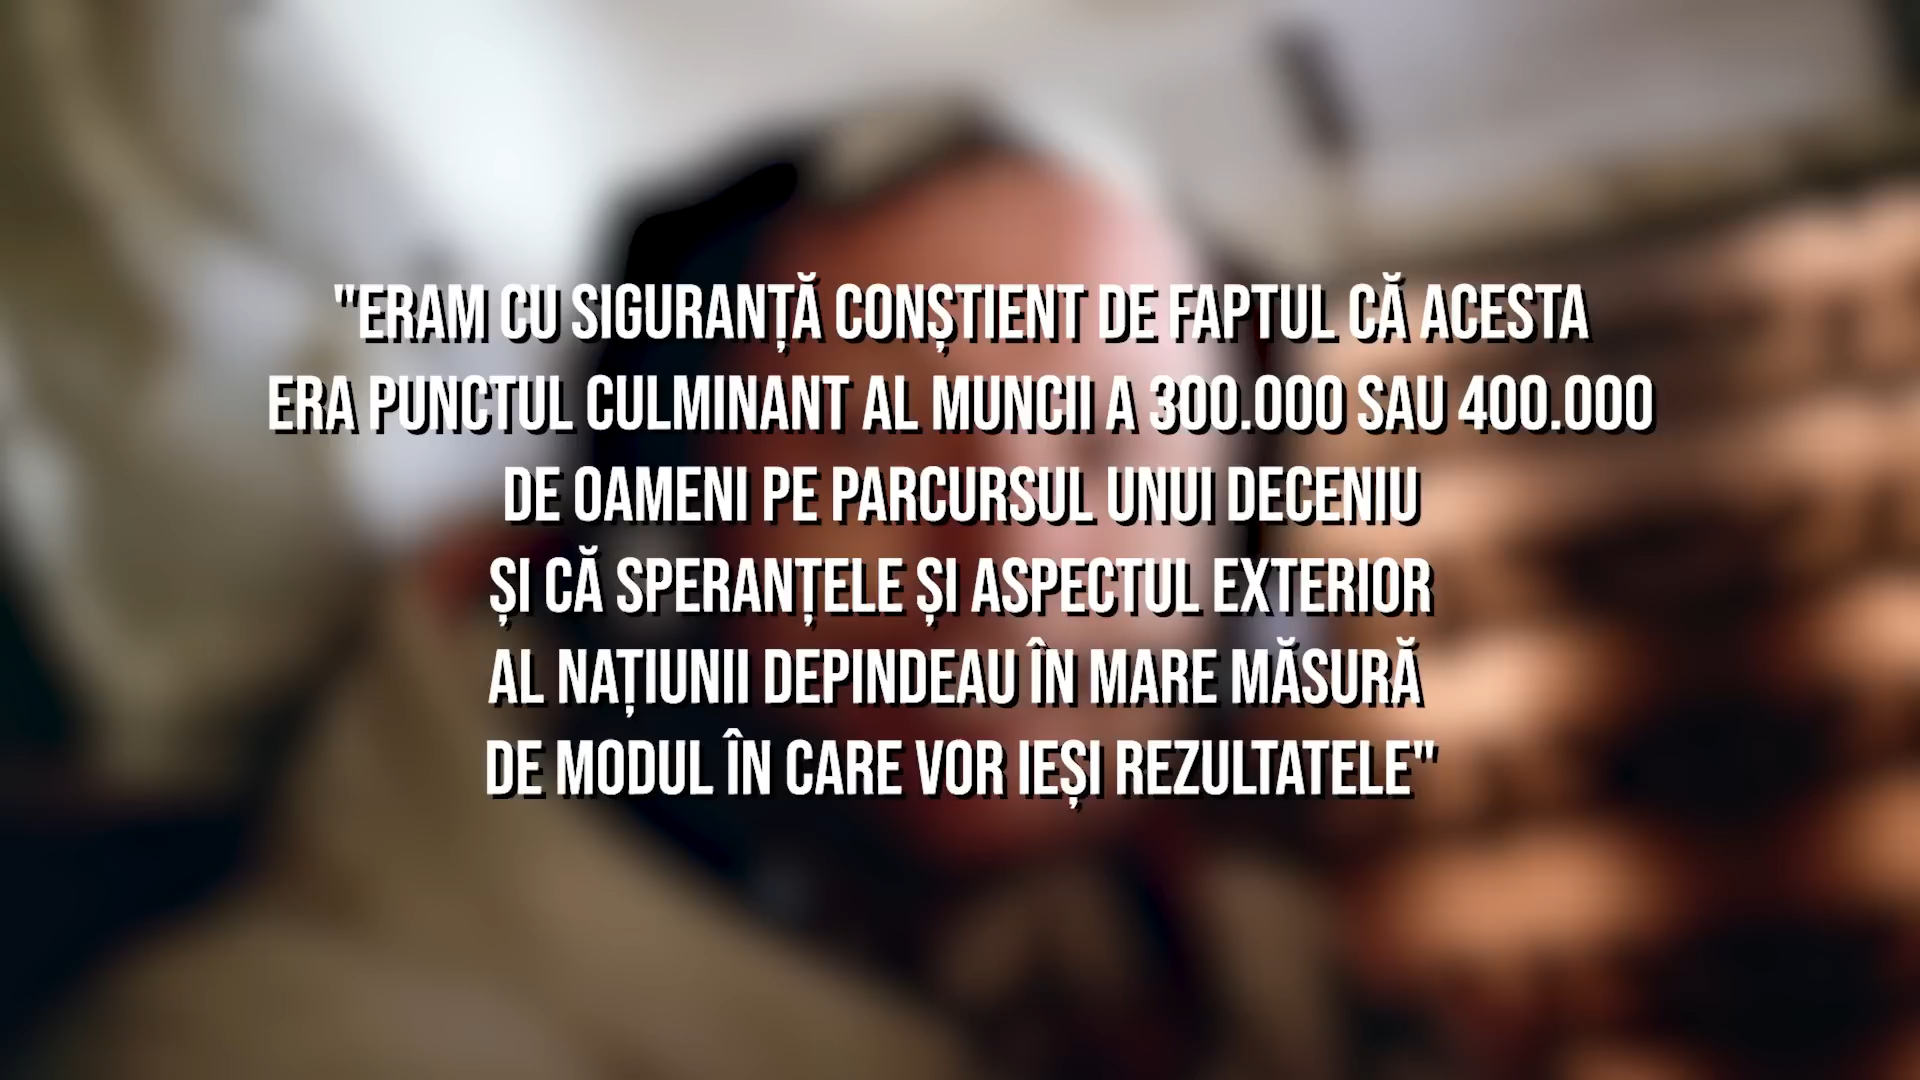 "ERAM CU SIGURANȚĂ CONȘTIENT DE FAPTUL CĂ ACESTA
ERA PUNCTUL CULMINANT AL MUNCII A 300.000 SAU 400.000
DE OAMENI PE PARCURSUL UNUI DECENIU
ȘI CĂ SPERANȚELE ȘI ASPECTUL EXTERIOR
AL NAȚIUNII DEPINDEAU ÎN MARE MĂSURĂ
DE MODUL ÎN CARE VOR IEȘI REZULTATELE"